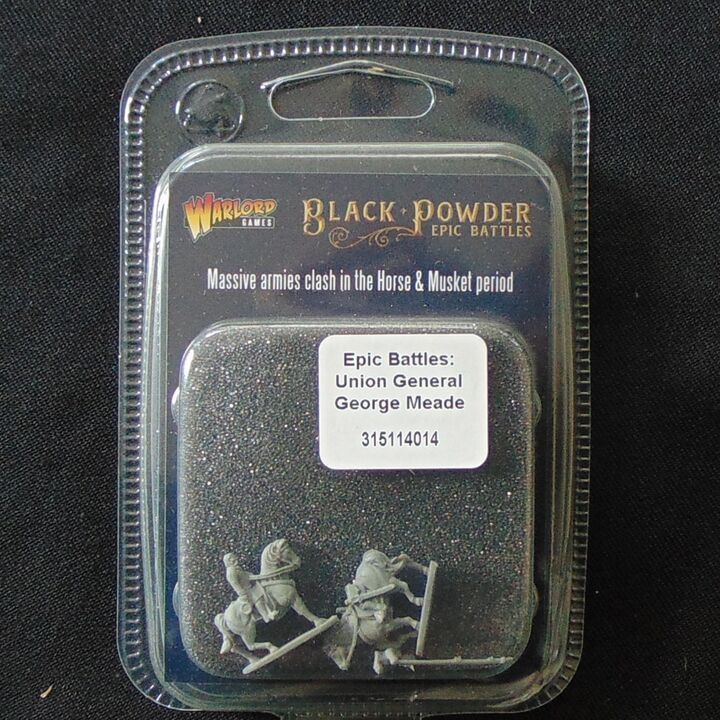 WARLORD
GAMES
BLACK POWDER
EPIC BATTLES
Massive armies clash in the Horse & Musket period
Epic Battles:
Union General
George Meade
315114014